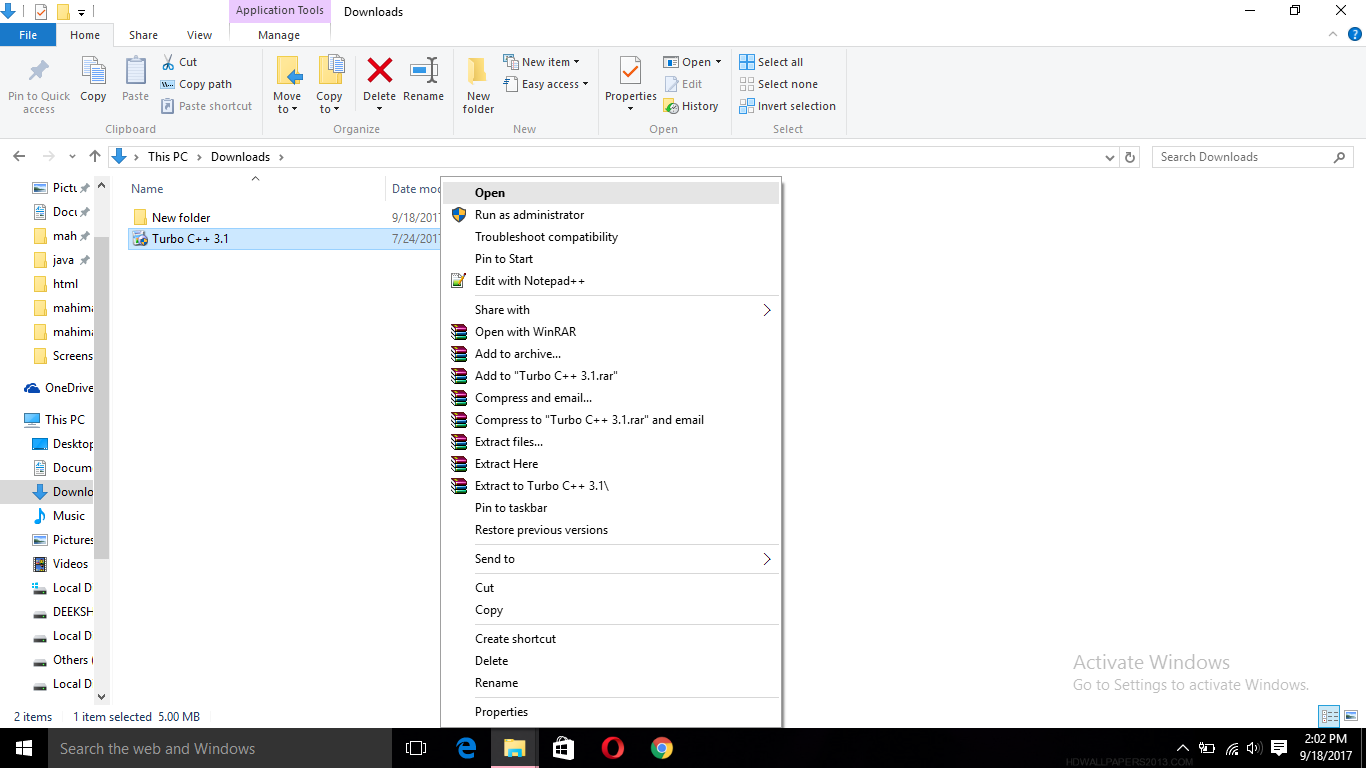 Application Tools
Downloads
File
Home
Share
View
Manage
Pin to Quick access
Copy
Paste
Cut
Copy path
Paste shortcut
Clipboard
Move to
Copy to
Delete
Rename
Organize
New folder
New item
Easy access
New
Properties
Open
Edit
History
Open
Select all
Select none
Invert selection
Select
This PC
Downloads
Search Downloads
Name
Date mod
New folder
9/18/2017
Turbo C++ 3.1
7/24/2017
Pictu
Docu
mah
java
html
mahima
mahima
Screens
OneDrive
This PC
Desktop
Docume
Downlo
Music
Pictures
Videos
Local D
DEEKSH
Local D
Others (
Local D
Open
Run as administrator
Troubleshoot compatibility
Pin to Start
Edit with Notepad++
Share with
Open with WinRAR
Add to archive...
Add to "Turbo C++ 3.1.rar"
Compress and email...
Compress to "Turbo C++ 3.1.rar" and email
Extract files...
Extract Here
Extract to Turbo C++ 3.1\
Pin to taskbar
Restore previous versions
Send to
Cut
Copy
Create shortcut
Delete
Rename
Properties
Activate Windows
Go to Settings to activate Windows.
2 items
1 item selected 5.00 MB
Search the web and Windows
HDWALLPAPERS2013.COM
2:02 PM
9/18/2017